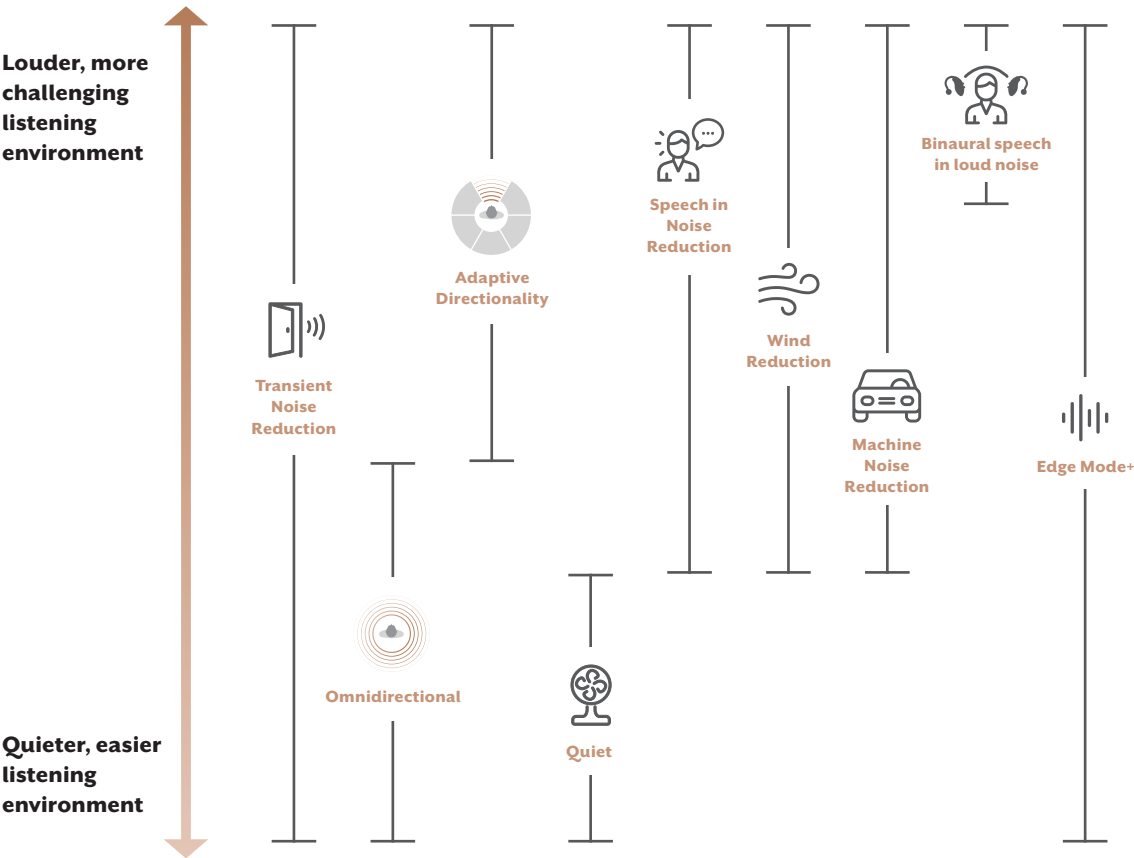 Louder, more
challenging
listening
environment
Binaural speech
in loud noise
Speech in
Noise
Reduction
Adaptive
Directionality
Wind
Reduction
Transient
Noise
Reduction
Machine
Noise
Reduction
Edge Mode+
Omnidirectional
Quiet
Quieter, easier
listening
environment